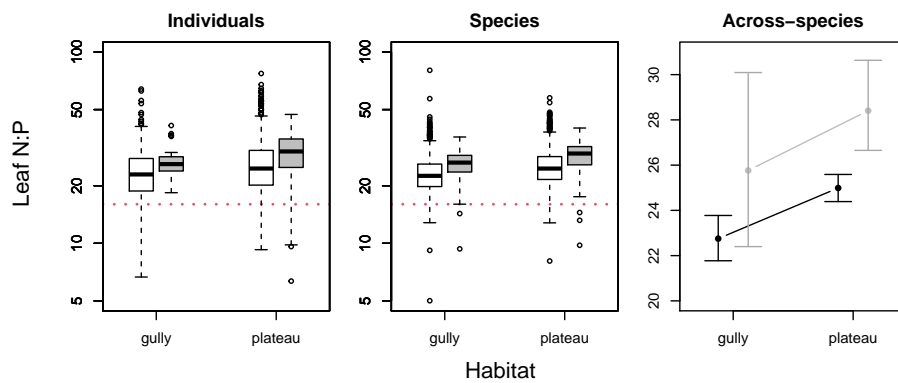 Individuals
Species
Across−species
Leaf N:P
100
50
20
10
5
gully
plateau
100
50
20
10
5
gully
plateau
30
28
26
24
22
20
gully
plateau
Habitat